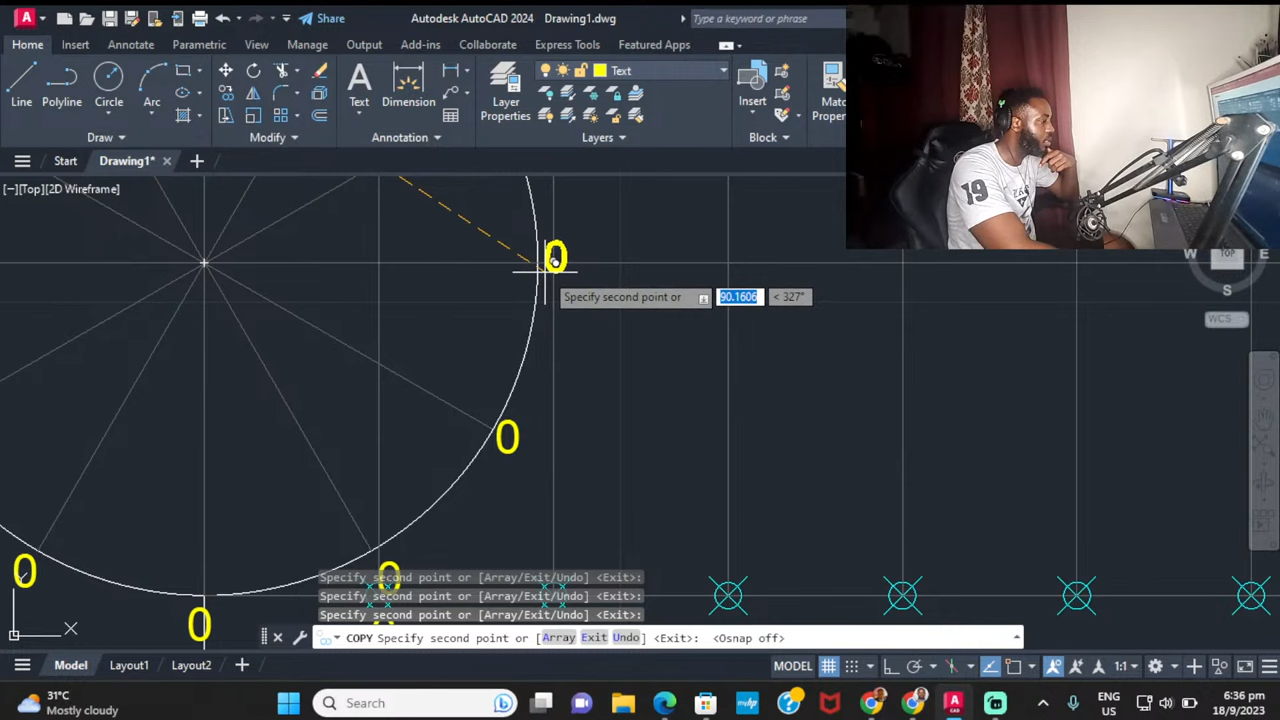 Share
Autodesk AutoCAD 2024 Drawing1.dwg
Type a keyword or phrase
Home Insert Annotate Parametric View Manage Output Add-ins Collaborate Express Tools Featured Apps
Text
Line Polyline Circle Arc Text Dimension Layer Properties Insert
Draw Modify Annotation Layers Block
Start Drawing1*
[−][Top][2D Wireframe]
19
TOP
W E
S
WCS
0
Specify second point or 90.1606 < 327°
0
0
0
0
X
Specify second point or [Array/Exit/Undo] <Exit>:
Specify second point or [Array/Exit/Undo] <Exit>:
Specify second point or [Array/Exit/Undo] <Exit>:
COPY Specify second point or [Array Exit Undo] <Exit>: <Osnap off>
Model Layout1 Layout2
MODEL 1:1
31°C
Mostly cloudy
Search
ENG
US
6:36 pm
18/9/2023